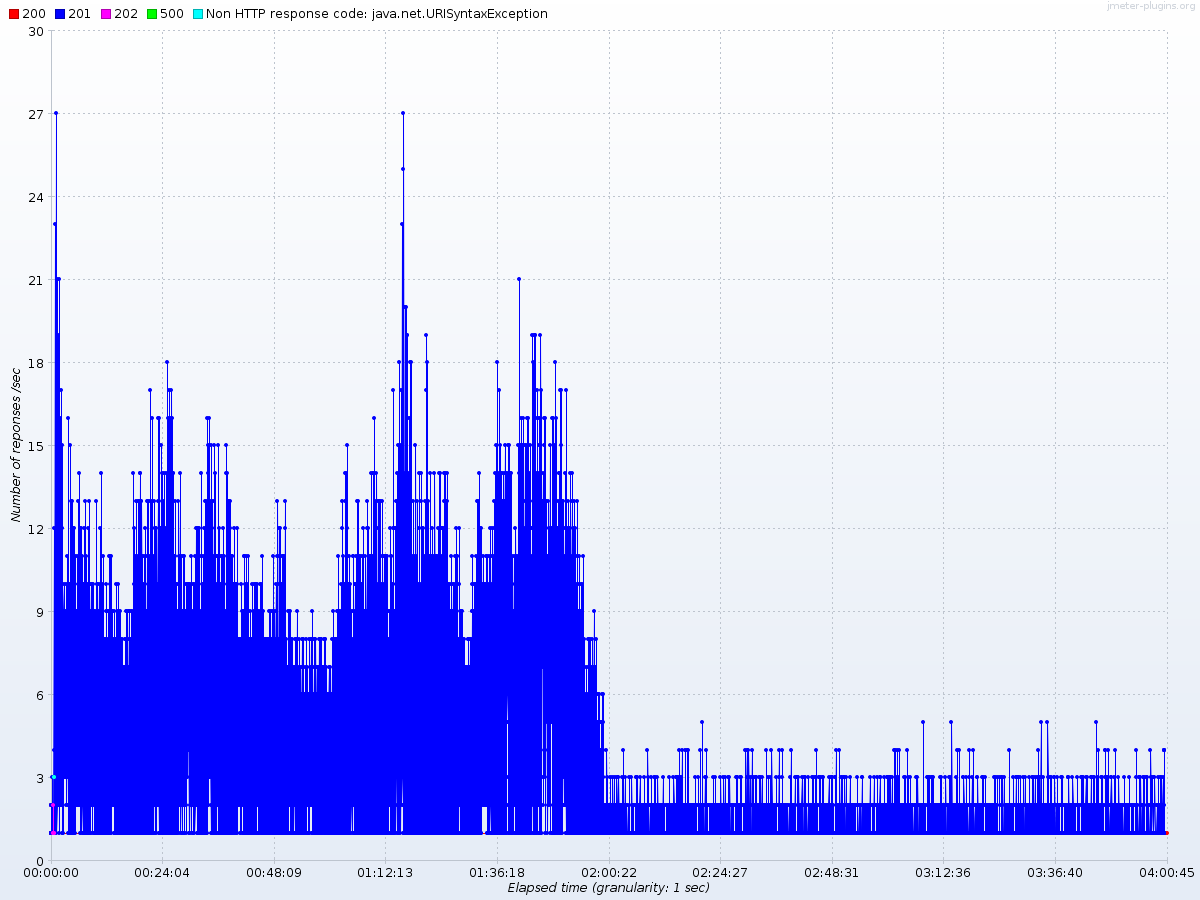 200 201 202 500 Non HTTP response code: java.net.URISyntaxException
jmeter-plugins.org
30
27
24
21
18
15
12
9
6
3
0
Number of reponses /sec
00:00:00 00:24:04 00:48:09 01:12:13 01:36:18 02:00:22 02:24:27 02:48:31 03:12:36 03:36:40 04:00:45
Elapsed time (granularity: 1 sec)